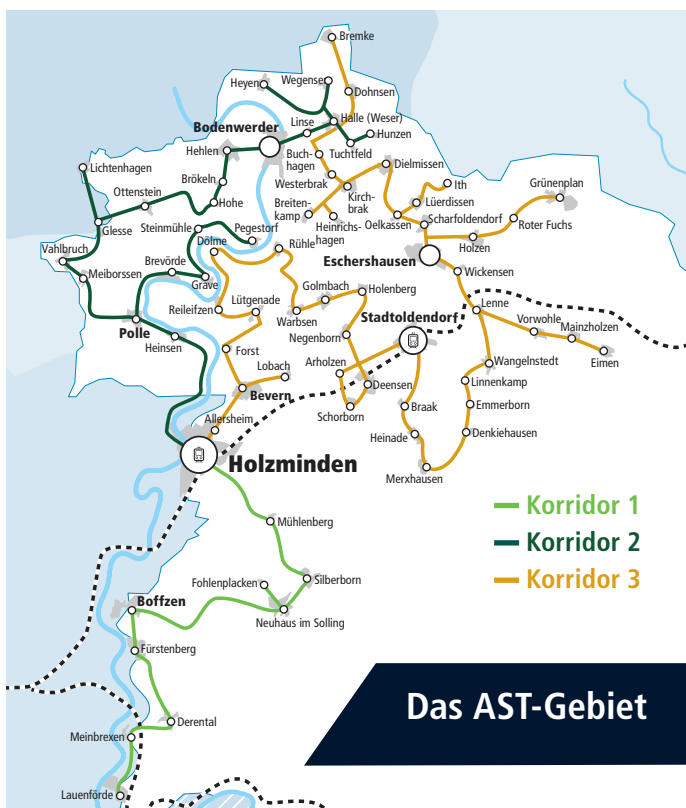 Bremke
Heyen
Wegensen
Dohnsen
Halle (Weser)
Linse
Bodenwerder
Hunzen
Hehlen
Buch-
hagen
Tuchtfeld
Dielmissen
Lichtenhagen
Brökeln
Westerbrak
Ith
Grünenplan
Ottenstein
Kirch-
brak
Lüerdissen
Hohe
Breiten-
kamp
Glesse
Steinmühle
Pegestorf
Heinrichs-
hagen
Oelkassen
Scharfoldendorf
Roter Fuchs
Dölme
Rühle
Holzen
Vahlbruch
Eschershausen
Brevörde
Meiborssen
Grave
Golmbach
Holenberg
Wickensen
Lütgenade
Lenne
Reileifzen
Warbsen
Stadtoldendorf
Polle
Negenborn
Vorwohle
Mainzholzen
Heinsen
Forst
Eimen
Lobach
Arholzen
Wangelnstedt
Deensen
Linnenkamp
Bevern
Schorborn
Braak
Emmerborn
Allersheim
Heinade
Denkiehausen
Holzminden
Merxhausen
Korridor 1
Mühlenberg
Korridor 2
Fohlenplacken
Silberborn
Korridor 3
Boffzen
Neuhaus im Solling
Fürstenberg
Das AST-Gebiet
Derental
Meinbrexen
Lauenförde